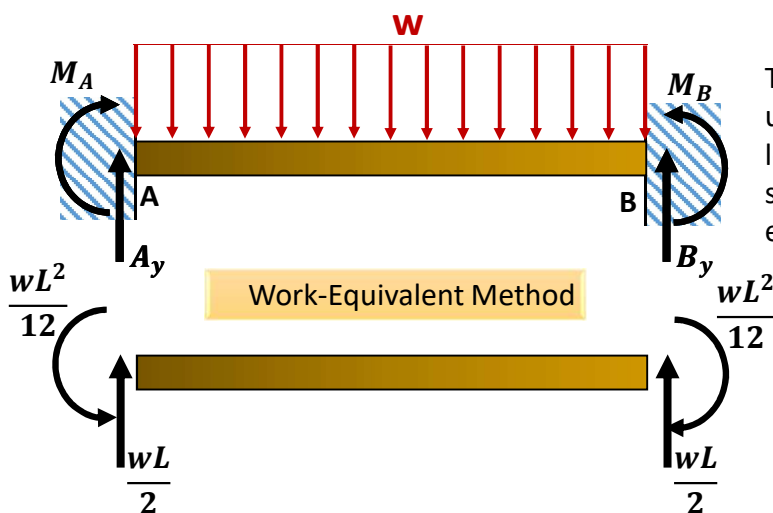 W
M_A
M_B
T
u
l
s
e
A
B
A_y
B_y
Work-Equivalent Method
wL^2
12
wL^2
12
wL
2
wL
2